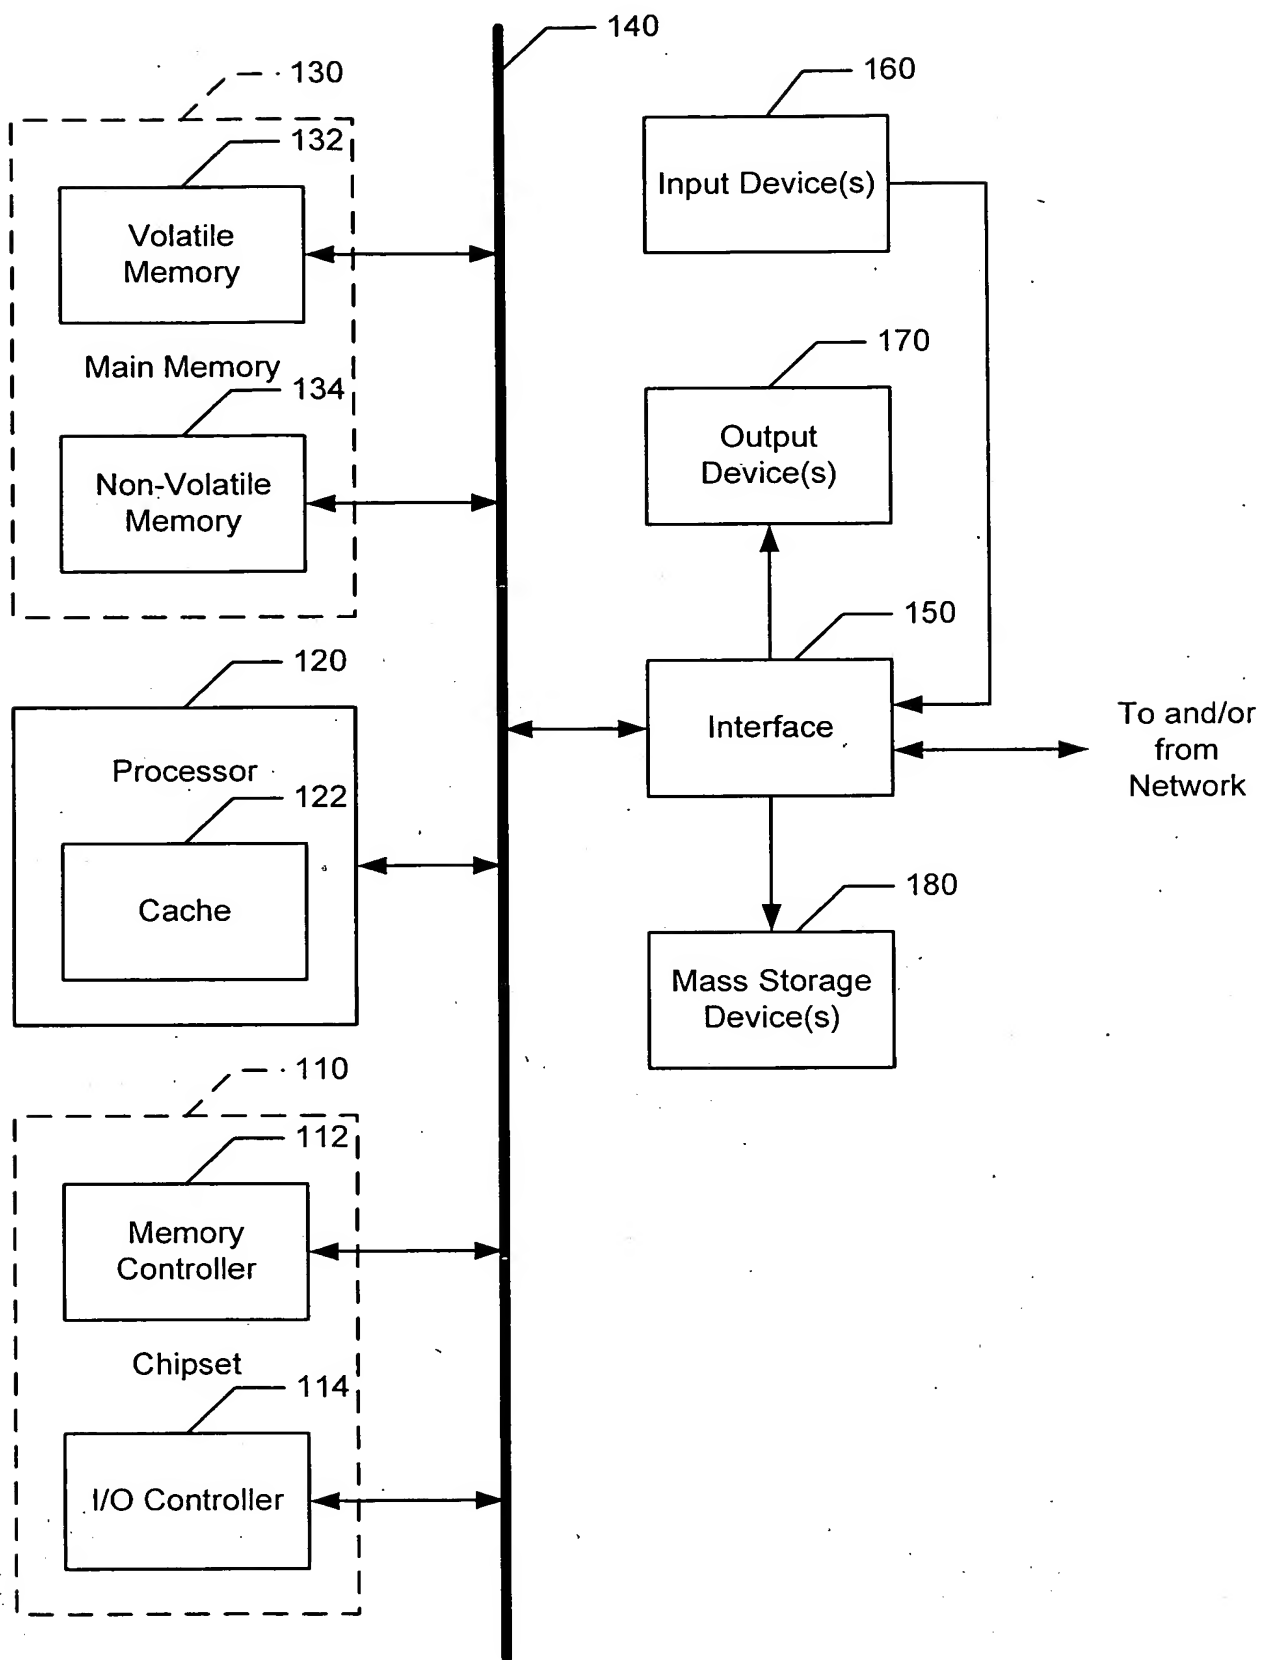 140
130
160
132
Input Device(s)
Volatile
Memory
170
Main Memory
134
Output
Device(s)
Non-Volatile
Memory
150
120
To and/or
from
Network
Interface
Processor
122
180
Cache
Mass Storage
Device(s)
110
112
Memory
Controller
Chipset
114
I/O Controller